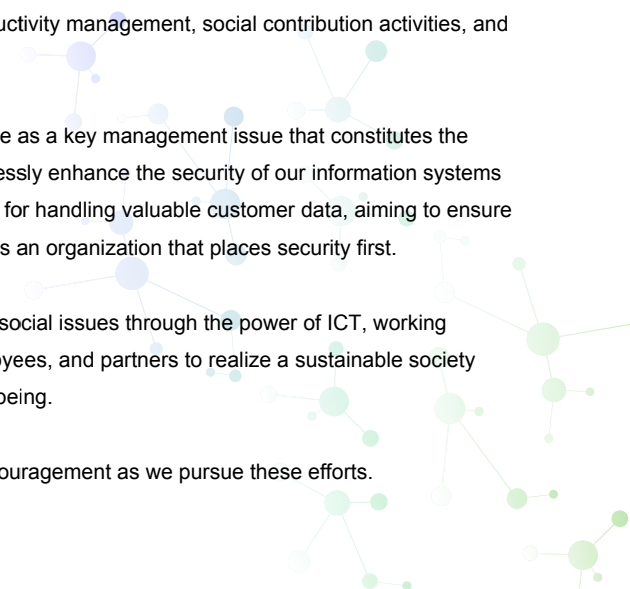 uctivity management, social contribution activities, and
e as a key management issue that constitutes the
essly enhance the security of our information systems
for handling valuable customer data, aiming to ensure
s an organization that places security first.
social issues through the power of ICT, working
oyees, and partners to realize a sustainable society
being.
ouragement as we pursue these efforts.